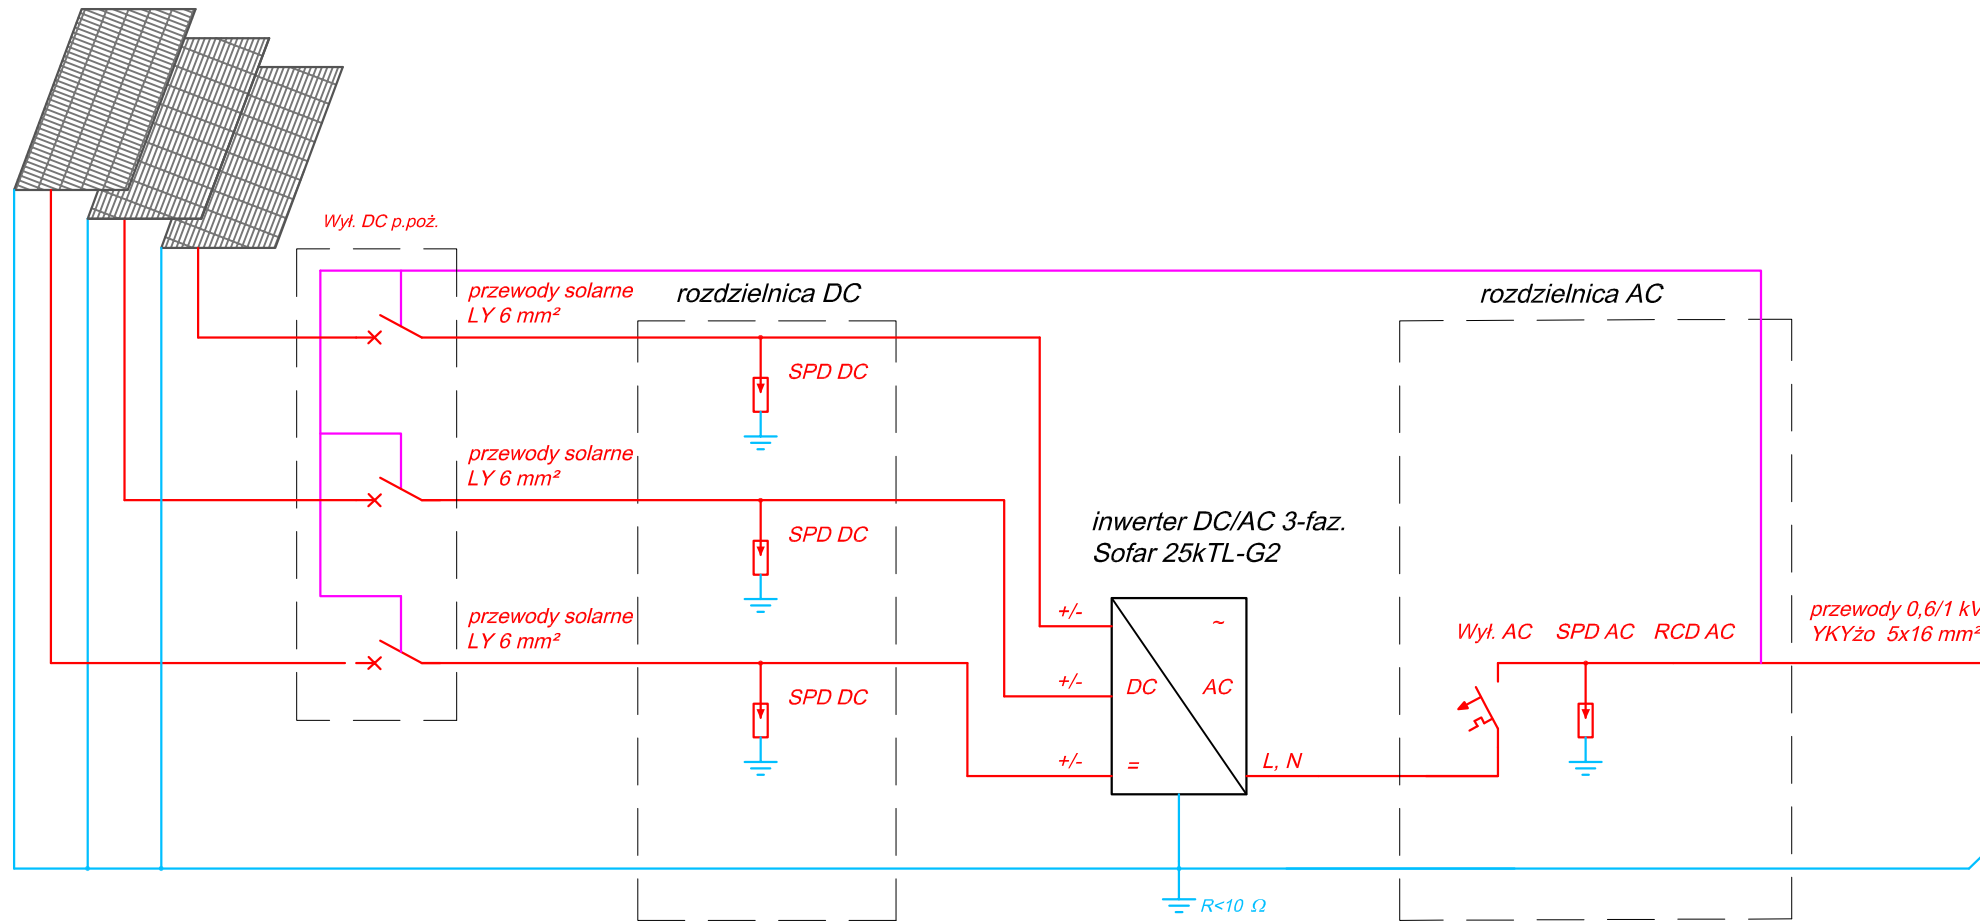 Wył. DC p.poż.
przewody solarne
LY 6 mm²
rozdzielnica DC
rozdzielnica AC
SPD DC
przewody solarne
LY 6 mm²
SPD DC
inwerter DC/AC 3-faz.
Sofar 25kTL-G2
przewody solarne
LY 6 mm²
+/-
~
Wył. AC
SPD AC
RCD AC
przewody 0,6/1 kV
YKYżo 5x16 mm²
SPD DC
+/-
DC
AC
+/-
=
L, N
R<10 Ω